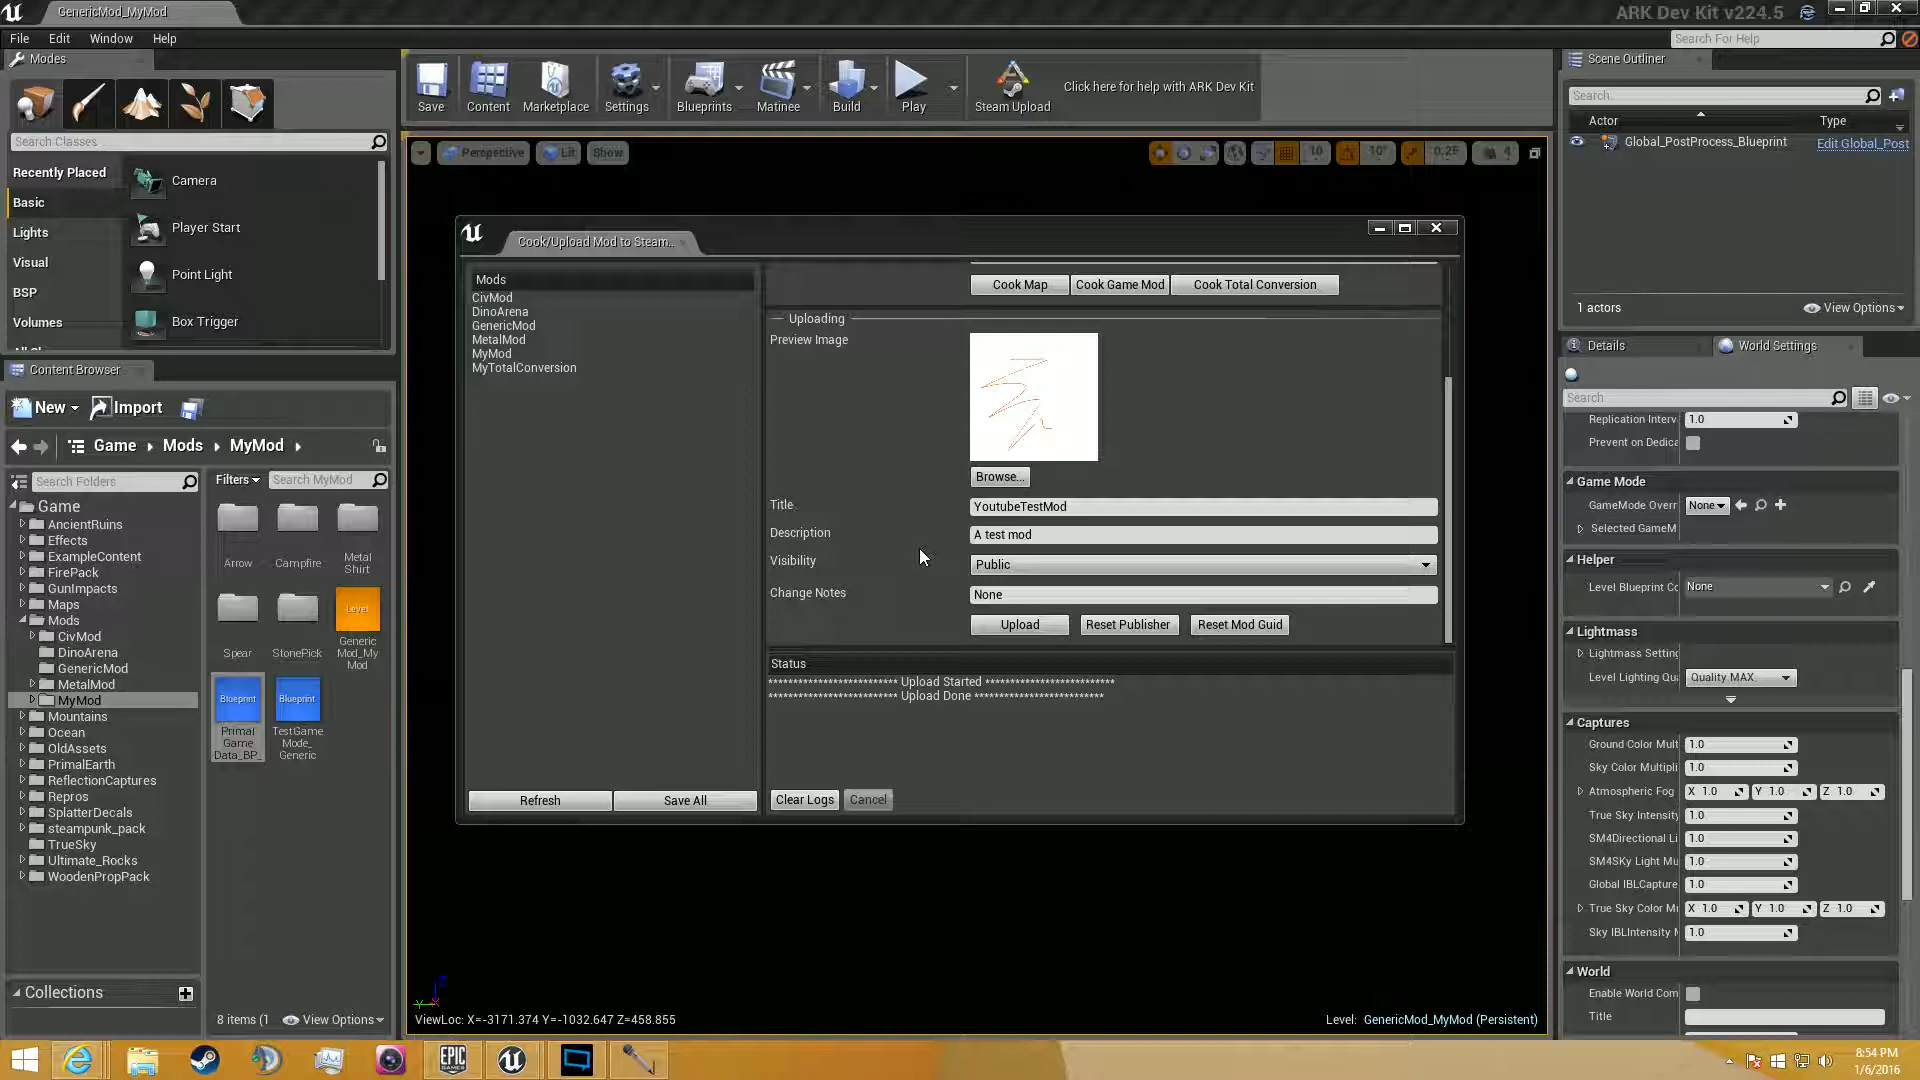 GenericMod_MyMod
ARK Dev Kit v224.5
File Edit Window Help
Search For Help
Modes
Search Classes
Recently Placed
Basic
Lights
Visual
BSP
Volumes
Camera
Player Start
Point Light
Box Trigger
Save
Content
Marketplace
Settings
Blueprints
Matinee
Build
Play
Steam Upload
Click here for help with ARK Dev Kit
Perspective
Lit
Show
10
10°
0.25
4
Content Browser
New
Import
Game
Mods
MyMod
Search Folders
Game
AncientRuins
Effects
ExampleContent
FirePack
GunImpacts
Maps
Mods
CivMod
DinoArena
GenericMod
MetalMod
MyMod
Mountains
Ocean
OldAssets
PrimalEarth
ReflectionCaptures
Repros
SplatterDecals
steampunk_pack
TrueSky
Ultimate_Rocks
WoodenPropPack
Collections
Filters
Search MyMod
Arrow
Campfire
Metal
Shirt
Spear
StonePick
Level
Generic
Mod_My
Mod
Blueprint
Primal
Game
Data_BP_
Blueprint
TestGame
Mode_
Generic
8 items (1
View Options
Cook/Upload Mod to Steam..
Mods
CivMod
DinoArena
GenericMod
MetalMod
MyMod
MyTotalConversion
Refresh
Save All
Cook Map
Cook Game Mod
Cook Total Conversion
Uploading
Preview Image
Browse...
Title
YoutubeTestMod
Description
A test mod
Visibility
Public
Change Notes
None
Upload
Reset Publisher
Reset Mod Guid
Status
************************** Upload Started **************************
************************** Upload Done **************************
Clear Logs
Cancel
ViewLoc: X=-3171.374 Y=-1032.647 Z=458.855
Level: GenericMod_MyMod (Persistent)
Scene Outliner
Search
Actor
Type
Global_PostProcess_Blueprint
Edit Global_Post
1 actors
View Options
Details
World Settings
Search
Replication Interv
1.0
Prevent on Dedica
Game Mode
GameMode Overr
None
Selected GameM
Helper
Level Blueprint Cc
None
Lightmass
Lightmass Setting
Level Lighting Qua
Quality MAX
Captures
Ground Color Mult
1.0
Sky Color Multipli
1.0
Atmospheric Fog
X 1.0 Y 1.0 Z 1.0
True Sky Intensity
1.0
SM4Directional Li
1.0
SM4SKy Light Mu
1.0
Global IBLCapture
1.0
True Sky Color Mu
X 1.0 Y 1.0 Z 1.0
Sky IBLIntensity M
1.0
World
Enable World Com
Title
EPIC
GAMES
8:54 PM
1/6/2016